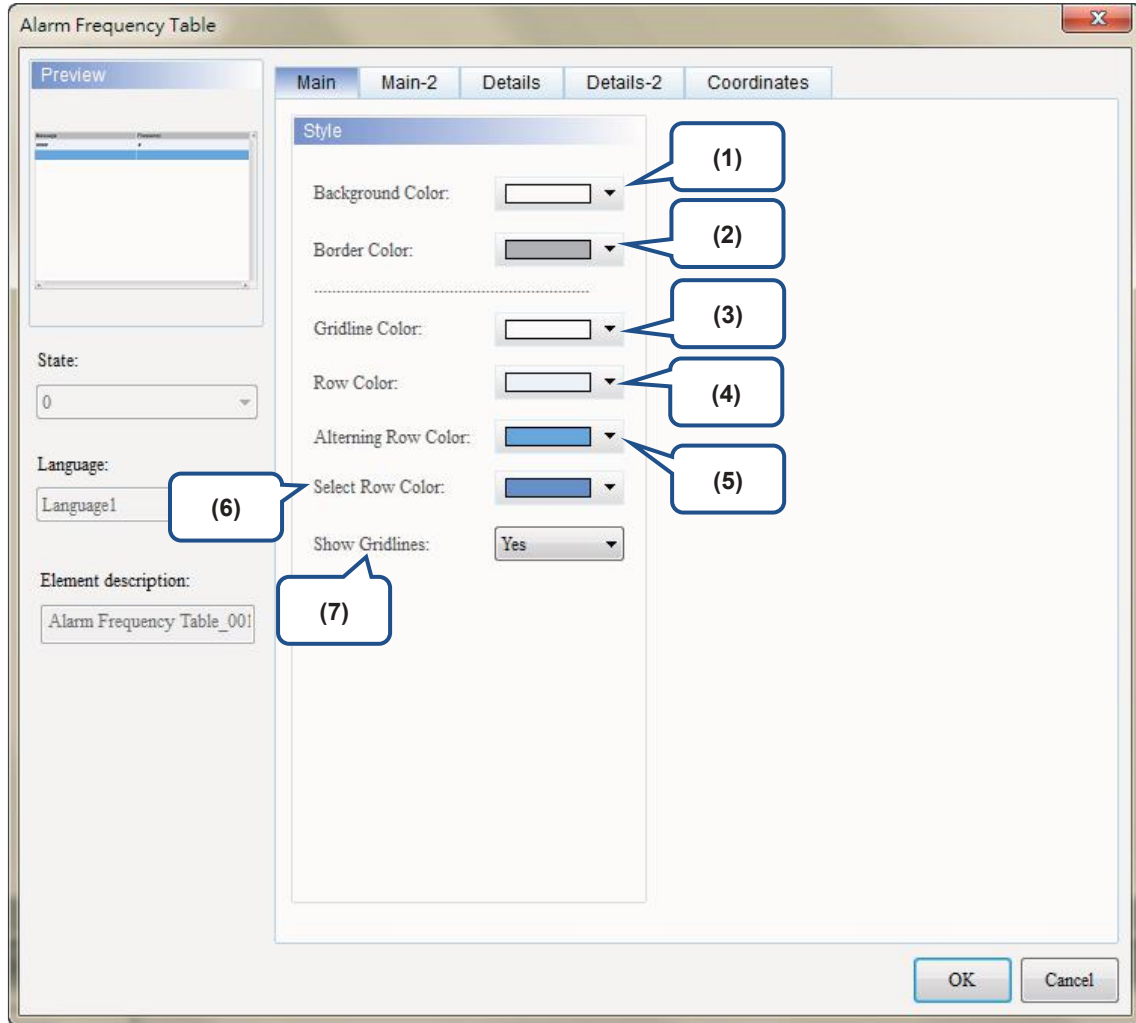 Alarm Frequency Table
X
Preview
Message Frequency
Main Main-2 Details Details-2 Coordinates
Style
Background Color:
(1)
Border Color:
(2)
Gridline Color:
(3)
Row Color:
(4)
Alterning Row Color:
(5)
Select Row Color:
(6)
Show Gridlines: Yes
(7)
State:
0
Language:
Language1
Element description:
Alarm Frequency Table_001
OK Cancel